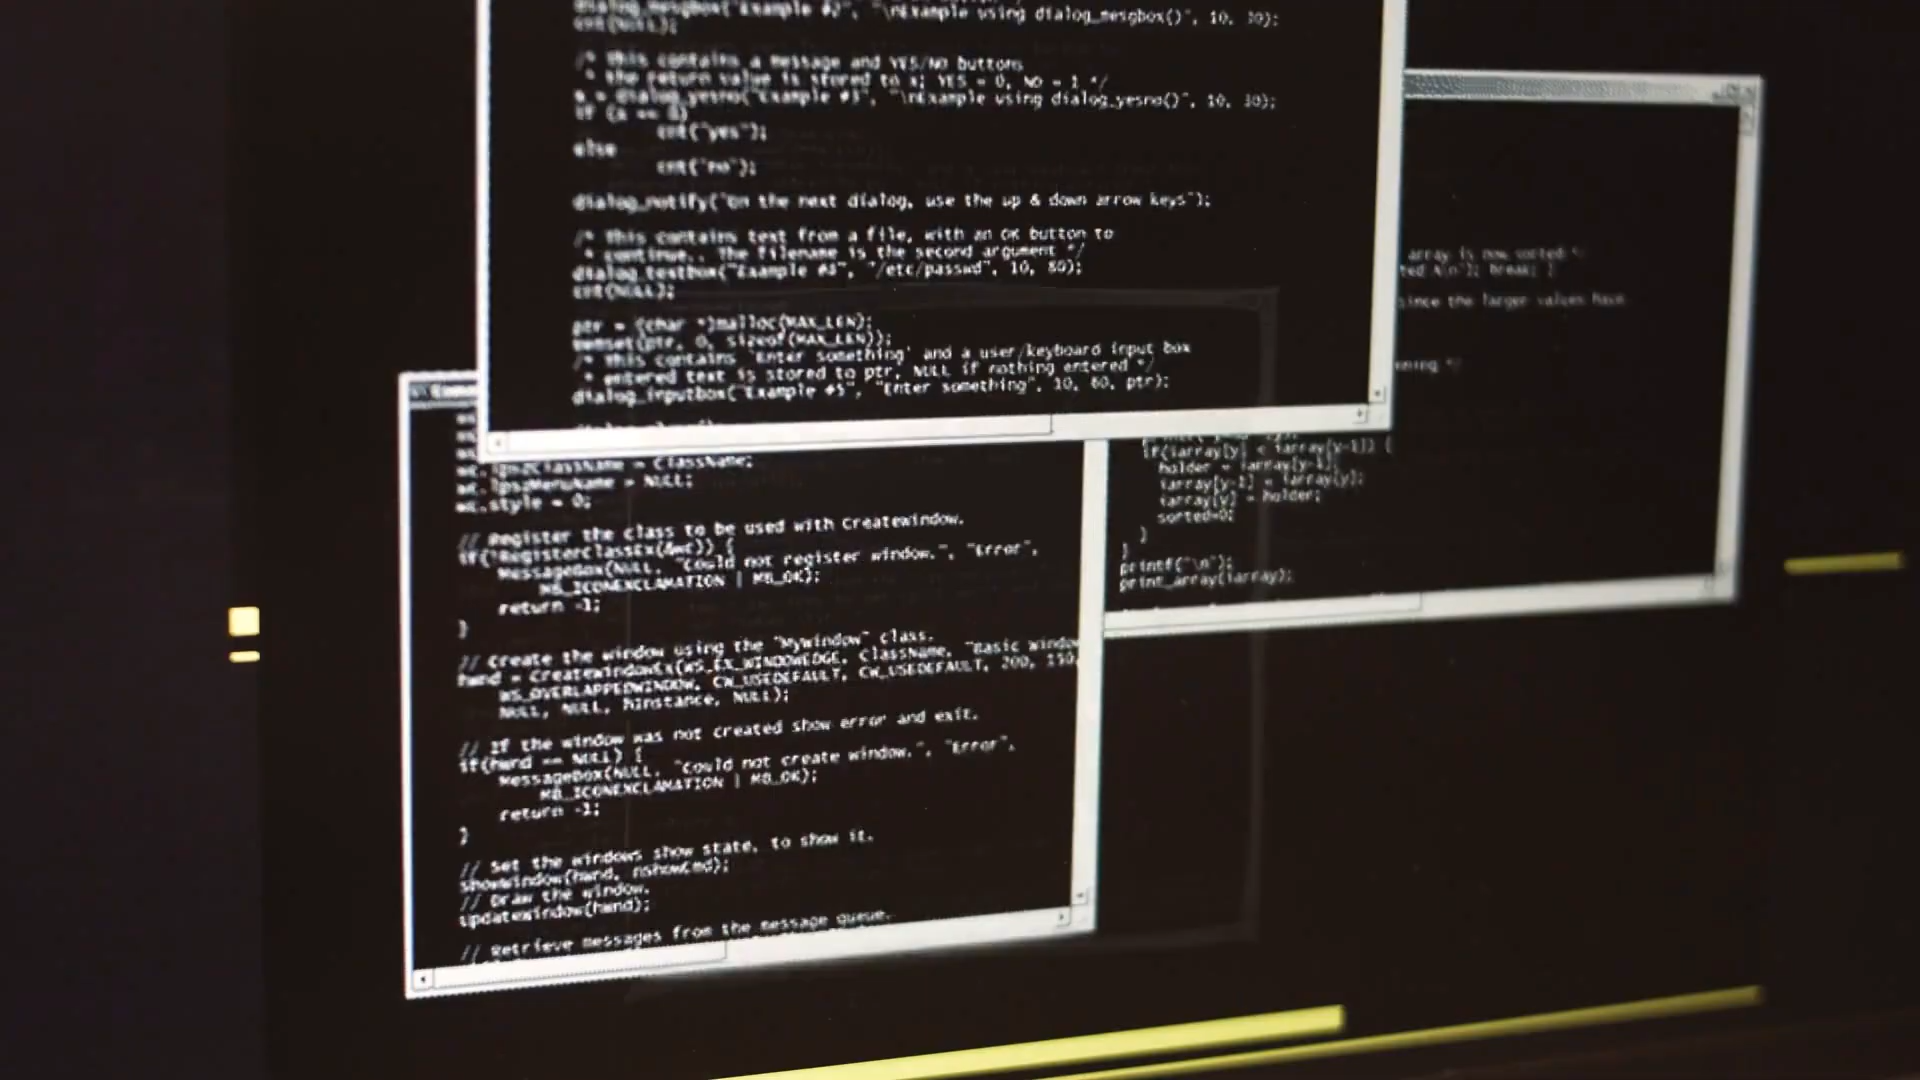 dialog_mesgbox("Example #2", "\nExample using dialog_mesgbox()", 10, 30);
cnt(NULL);
/* This contains a message and YES/NO buttons
* the return value is stored to x; YES = 0, NO = 1 */
x = dialog_yesno("Example #3", "\nExample using dialog_yesno()", 10, 30);
if (x == 0)
cnt("yes");
else
cnt("no");
dialog_notify("On the next dialog, use the up & down arrow keys");
/* This contains text from a file, with an OK button to
* continue.. The filename is the second argument */
dialog_textbox("Example #8", "/etc/passwd", 10, 80);
cnt(NULL);
ptr = (char *)malloc(MAX_LEN);
memset(ptr, 0, sizeof(MAX_LEN));
/* This contains 'Enter something' and a user/keyboard input box
* entered text is stored to ptr, NULL if nothing entered */
dialog_inputbox("Example #5", "Enter something", 10, 60, ptr);
wc.lpszClassName = ClassName;
wc.lpszMenuName = NULL;
wc.style = 0;
// Register the class to be used with CreateWindow.
if(!RegisterClassEx(&wc)) {
MessageBox(NULL, "Could not register window.", "Error",
MB_ICONEXCLAMATION | MB_OK);
return -1;
}
// Create the window using the "MyWindow" class.
hwnd = CreateWindowEx(WS_EX_WINDOWEDGE, ClassName, "Basic Window
WS_OVERLAPPEDWINDOW, CW_USEDEFAULT, CW_USEDEFAULT, 200, 150,
NULL, NULL, hInstance, NULL);
// If the window was not created show error and exit.
if(hwnd == NULL) {
MessageBox(NULL, "Could not create window.", "Error",
MB_ICONEXCLAMATION | MB_OK);
return -1;
}
// Set the windows show state, to show it.
ShowWindow(hwnd, nShowCmd);
// Draw the window.
UpdateWindow(hwnd);
// Retrieve messages from the message queue.
array is now sorted *
ted.\n\n"); break; }
since the larger values have
*/
if(iarray[y] < iarray[y-1]) {
holder = iarray[y-1];
iarray[y-1] = iarray[y];
iarray[y] = holder;
sorted=0;
}
}
printf("\n");
print_array(iarray);